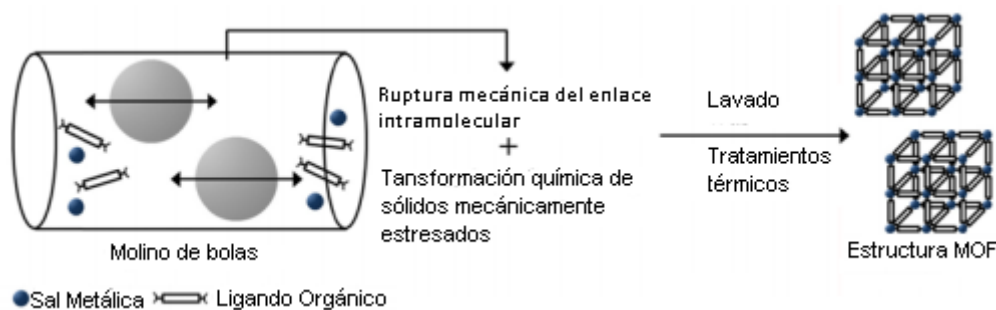 Ruptura mecánica del enlace
intramolecular
+
Tansformación química de
sólidos mecánicamente
estresados
Molino de bolas
Lavado
Tratamientos
térmicos
Estructura MOF
Sal Metálica
Ligando Orgánico